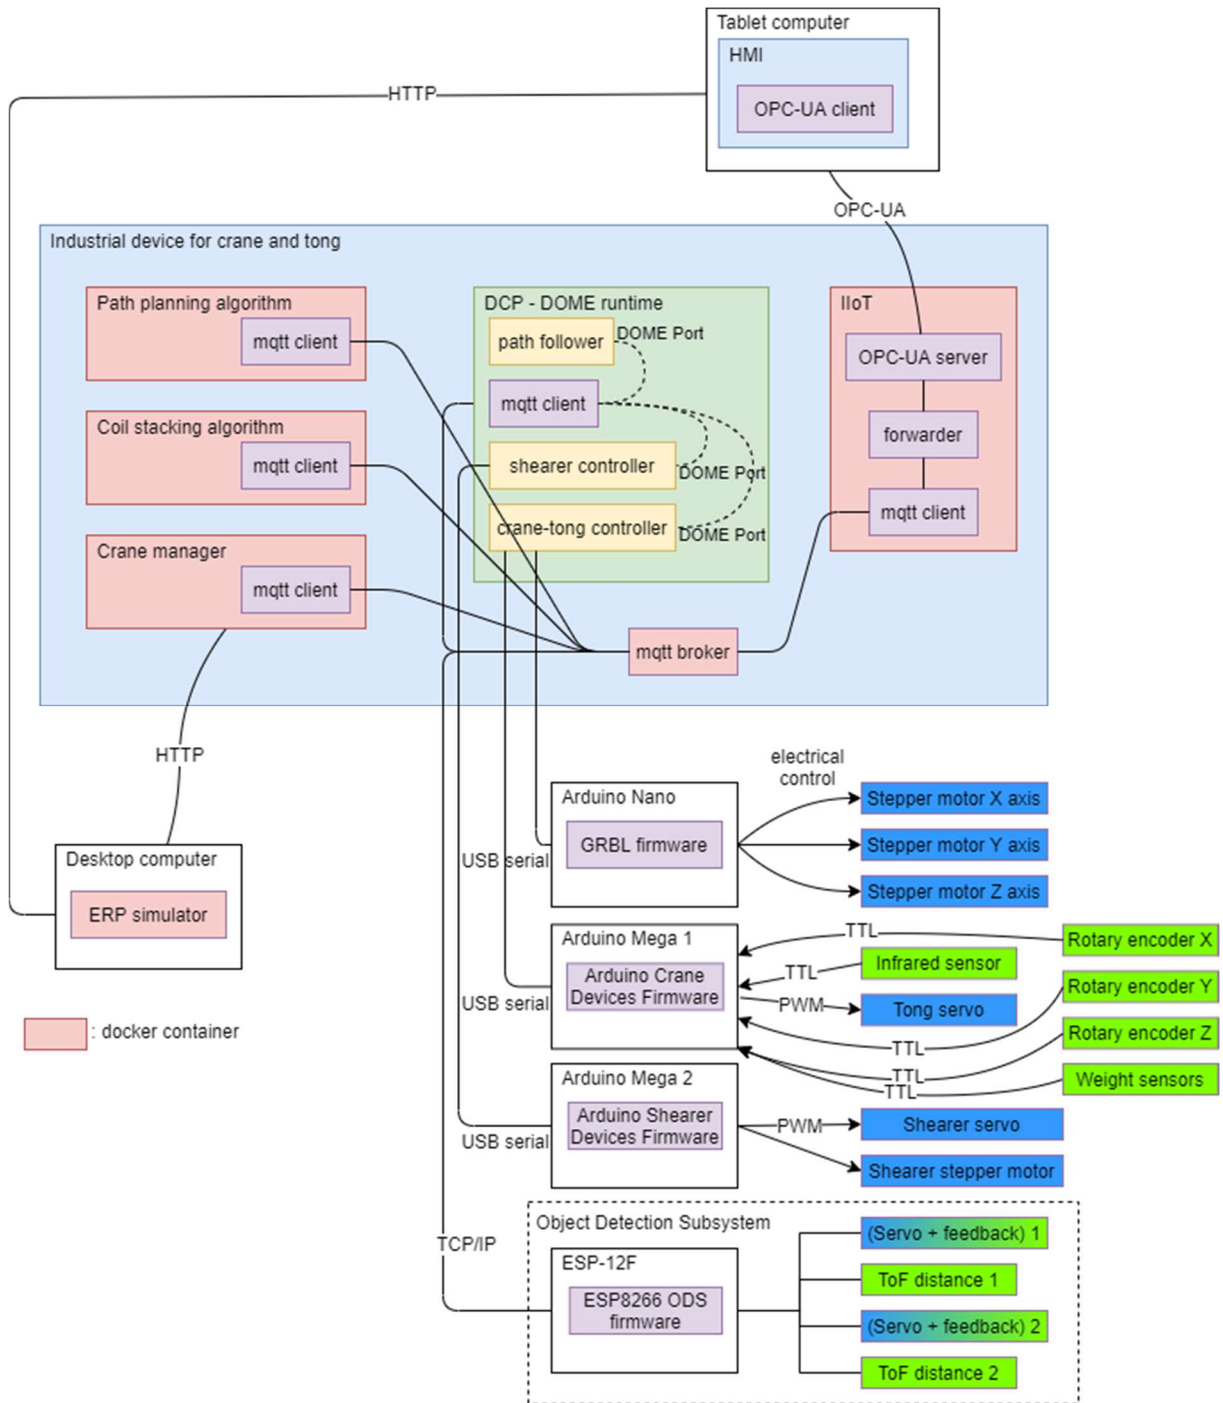 Tablet computer
HMI
OPC-UA client
HTTP
OPC-UA
Industrial device for crane and tong
Path planning algorithm
mqtt client
Coil stacking algorithm
mqtt client
Crane manager
mqtt client
DCP - DOME runtime
path follower
DOME Port
mqtt client
shearer controller
DOME Port
crane-tong controller
DOME Port
IIoT
OPC-UA server
forwarder
mqtt client
mqtt broker
HTTP
Desktop computer
ERP simulator
: docker container
electrical
control
Arduino Nano
GRBL firmware
USB serial
Stepper motor X axis
Stepper motor Y axis
Stepper motor Z axis
Arduino Mega 1
Arduino Crane
Devices Firmware
USB serial
TTL
Rotary encoder X
Infrared sensor
TTL
Rotary encoder Y
PWM
Tong servo
Rotary encoder Z
TTL
TTL
TTL
Weight sensors
Arduino Mega 2
Arduino Shearer
Devices Firmware
USB serial
PWM
Shearer servo
Shearer stepper motor
Object Detection Subsystem
TCP/IP
ESP-12F
ESP8266 ODS
firmware
(Servo + feedback) 1
ToF distance 1
(Servo + feedback) 2
ToF distance 2